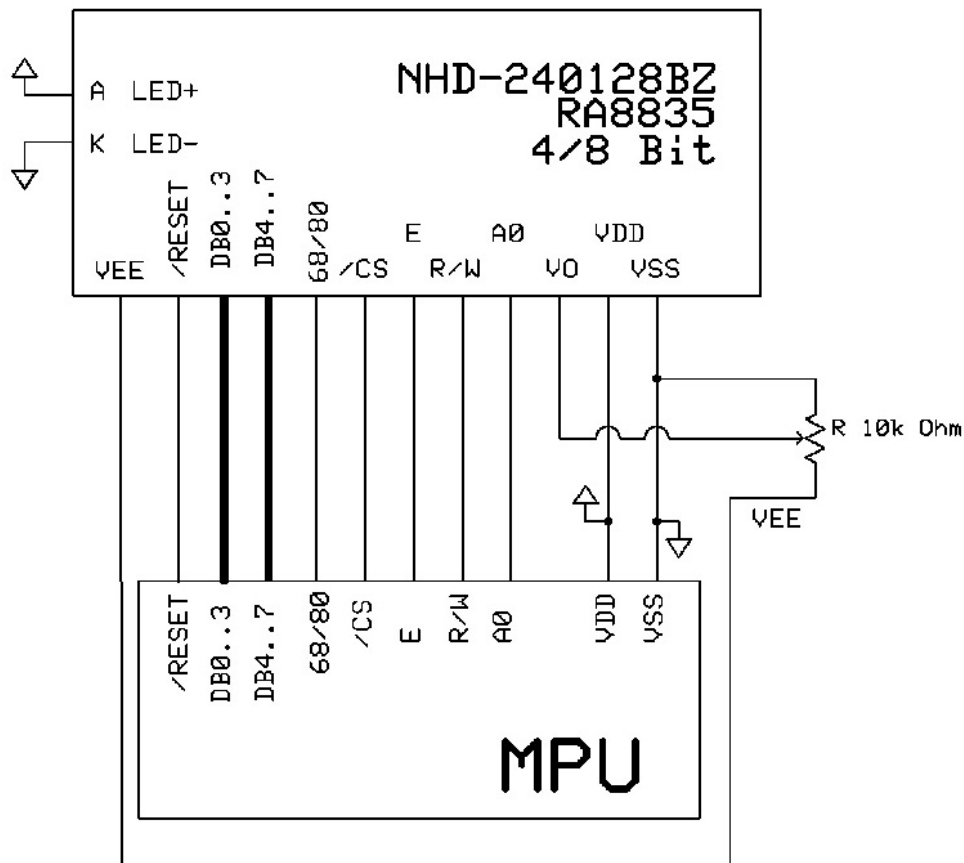 NHD-240128BZ
RA8835
4/8 Bit
A LED+
K LED-
/RESET
DB0..3
DB4..7
68/80
E
A0
VDD
VEE
/CS
R/W
VO
VSS
R 10k Ohm
VEE
/RESET
DB0..3
DB4..7
68/80
/CS
E
R/W
A0
VDD
VSS
MPU